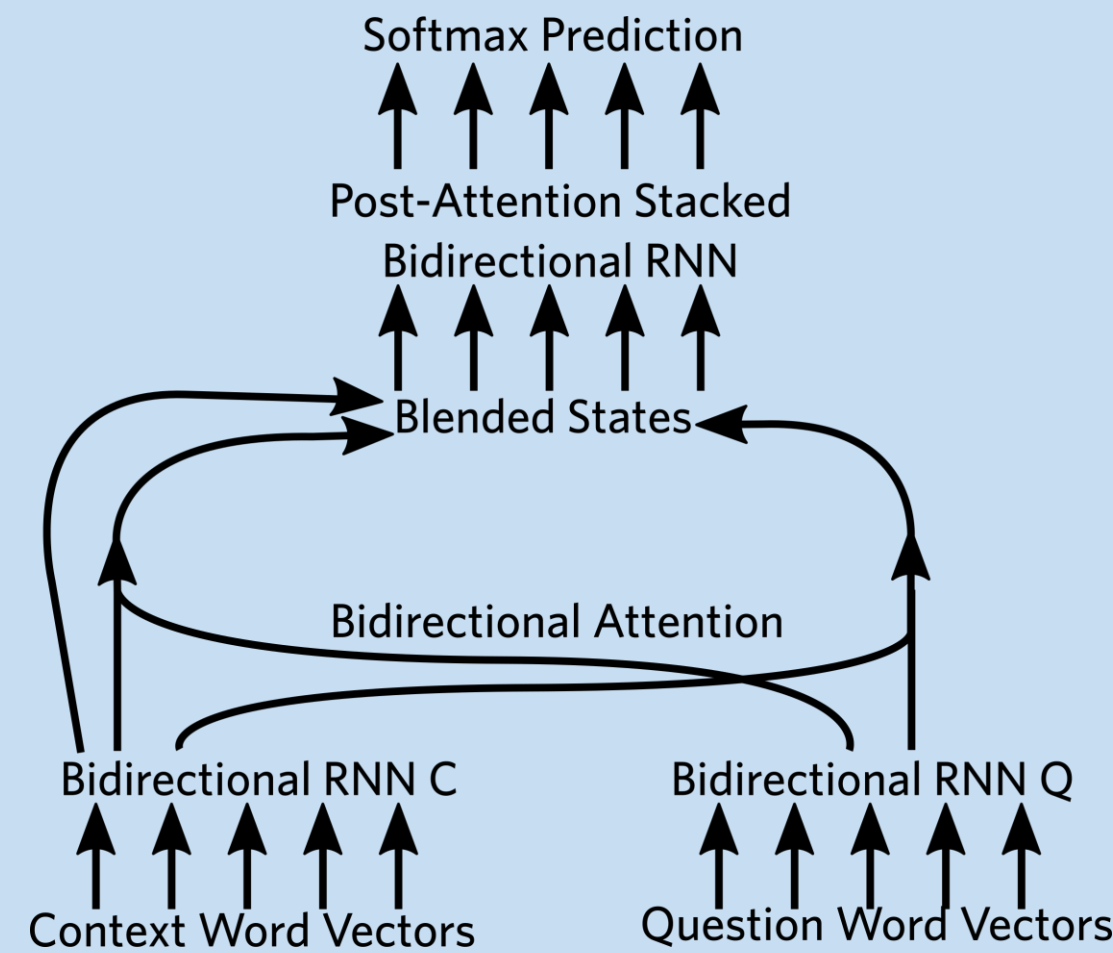 Softmax Prediction
Post-Attention Stacked
Bidirectional RNN
Blended States
Bidirectional Attention
Bidirectional RNN C
Bidirectional RNN Q
Context Word Vectors
Question Word Vectors